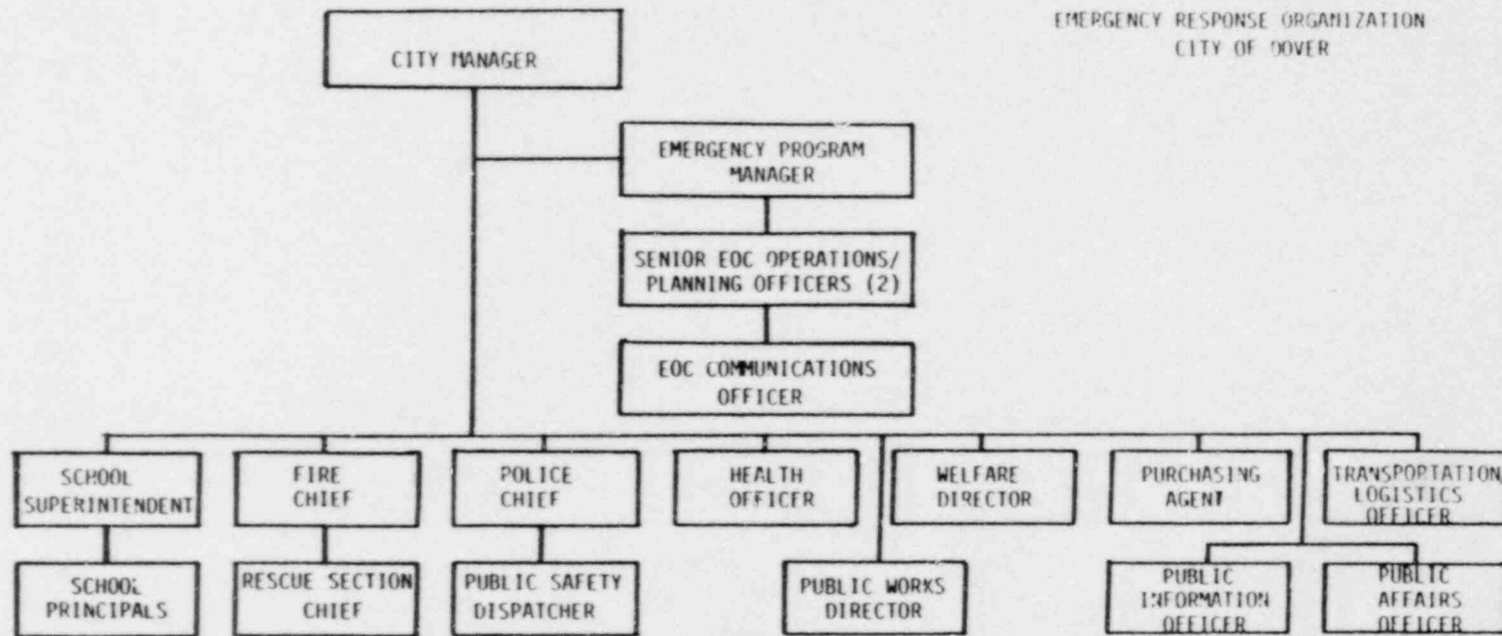 EMERGENCY RESPONSE ORGANIZATION
CITY OF DOVER
CITY MANAGER
EMERGENCY PROGRAM
MANAGER
SENIOR EOC OPERATIONS/
PLANNING OFFICERS (2)
EOC COMMUNICATIONS
OFFICER
SCHOOL
SUPERINTENDENT
FIRE
CHIEF
POLICE
CHIEF
HEALTH
OFFICER
WELFARE
DIRECTOR
PURCHASING
AGENT
TRANSPORTATION/
LOGISTICS
OFFICER
SCHOOL
PRINCIPALS
RESCUE SECTION
CHIEF
PUBLIC SAFETY
DISPATCHER
PUBLIC WORKS
DIRECTOR
PUBLIC
INFORMATION
OFFICER
PUBLIC
AFFAIRS
OFFICER